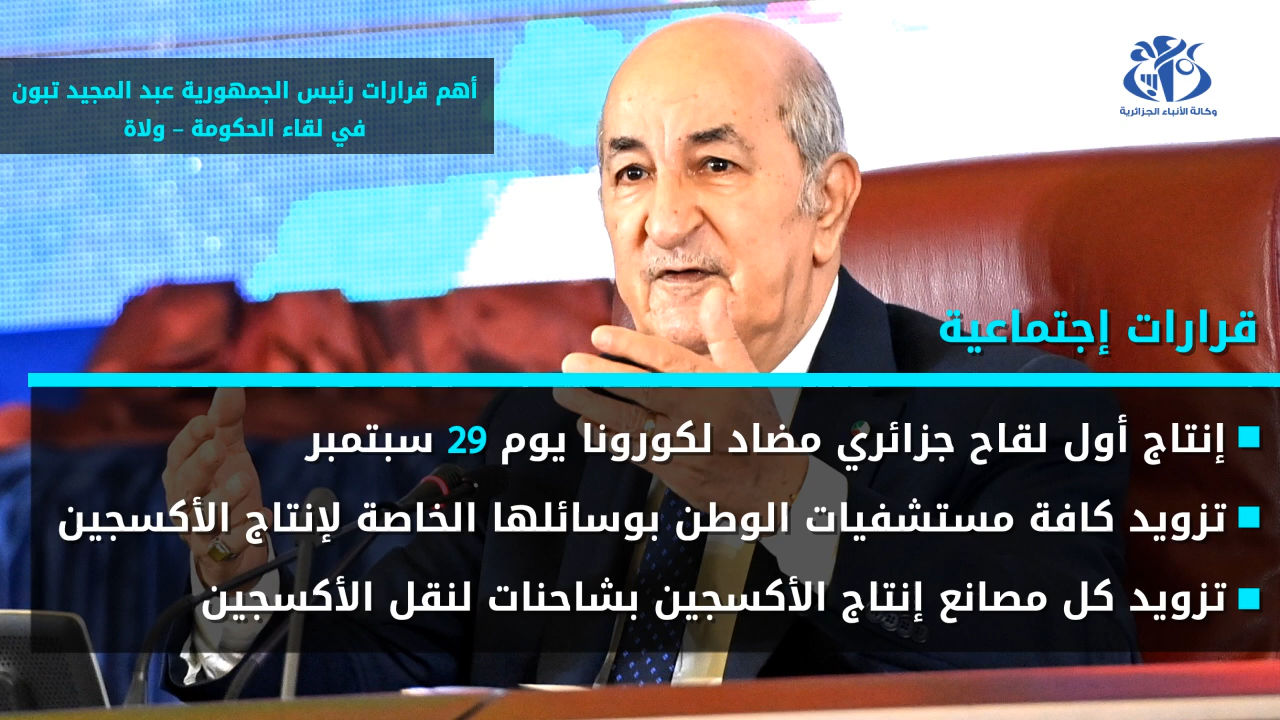 وكالة الأنباء الجزائرية
أهم قرارات رئيس الجمهورية عبد المجيد تبون
في لقاء الحكومة – ولاة
قرارات إجتماعية
إنتاج أول لقاح جزائري مضاد لكورونا يوم 29 سبتمبر
تزويد كافة مستشفيات الوطن بوسائلها الخاصة لإنتاج الأكسجين
تزويد كل مصانع إنتاج الأكسجين بشاحنات لنقل الأكسجين